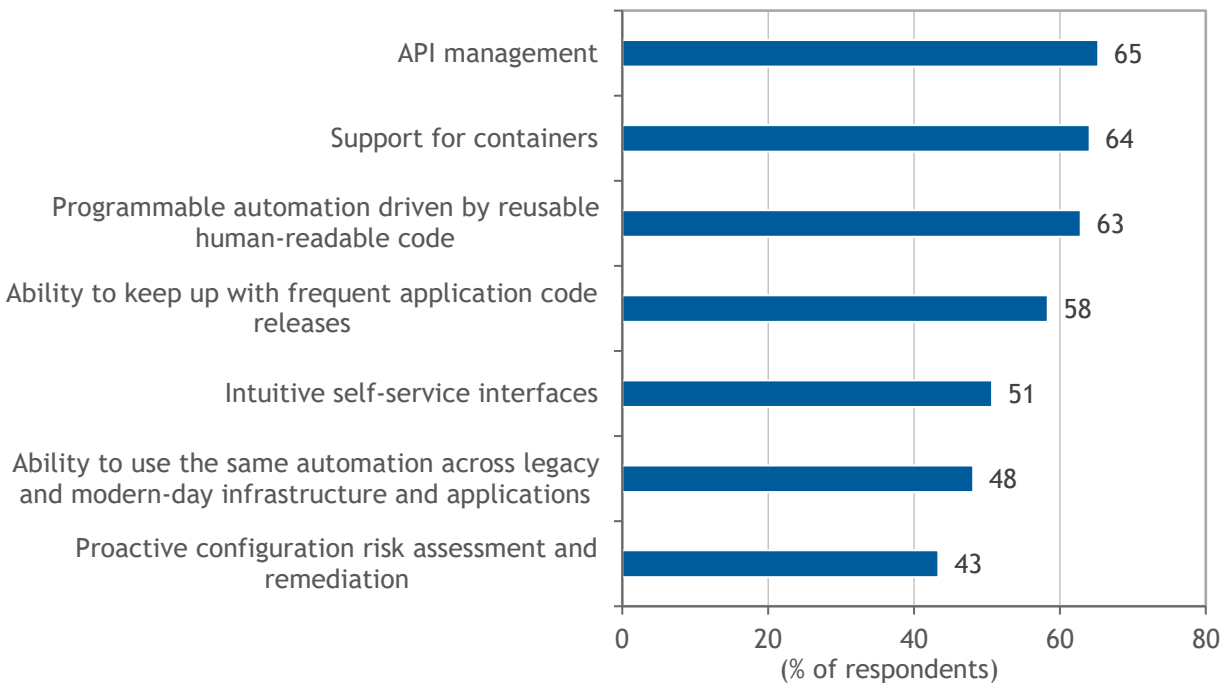 API management
65
Support for containers
64
Programmable automation driven by reusable
human-readable code
63
Ability to keep up with frequent application code
releases
58
Intuitive self-service interfaces
51
Ability to use the same automation across legacy
and modern-day infrastructure and applications
48
Proactive configuration risk assessment and
remediation
43
0 20 40 60 80
(% of respondents)